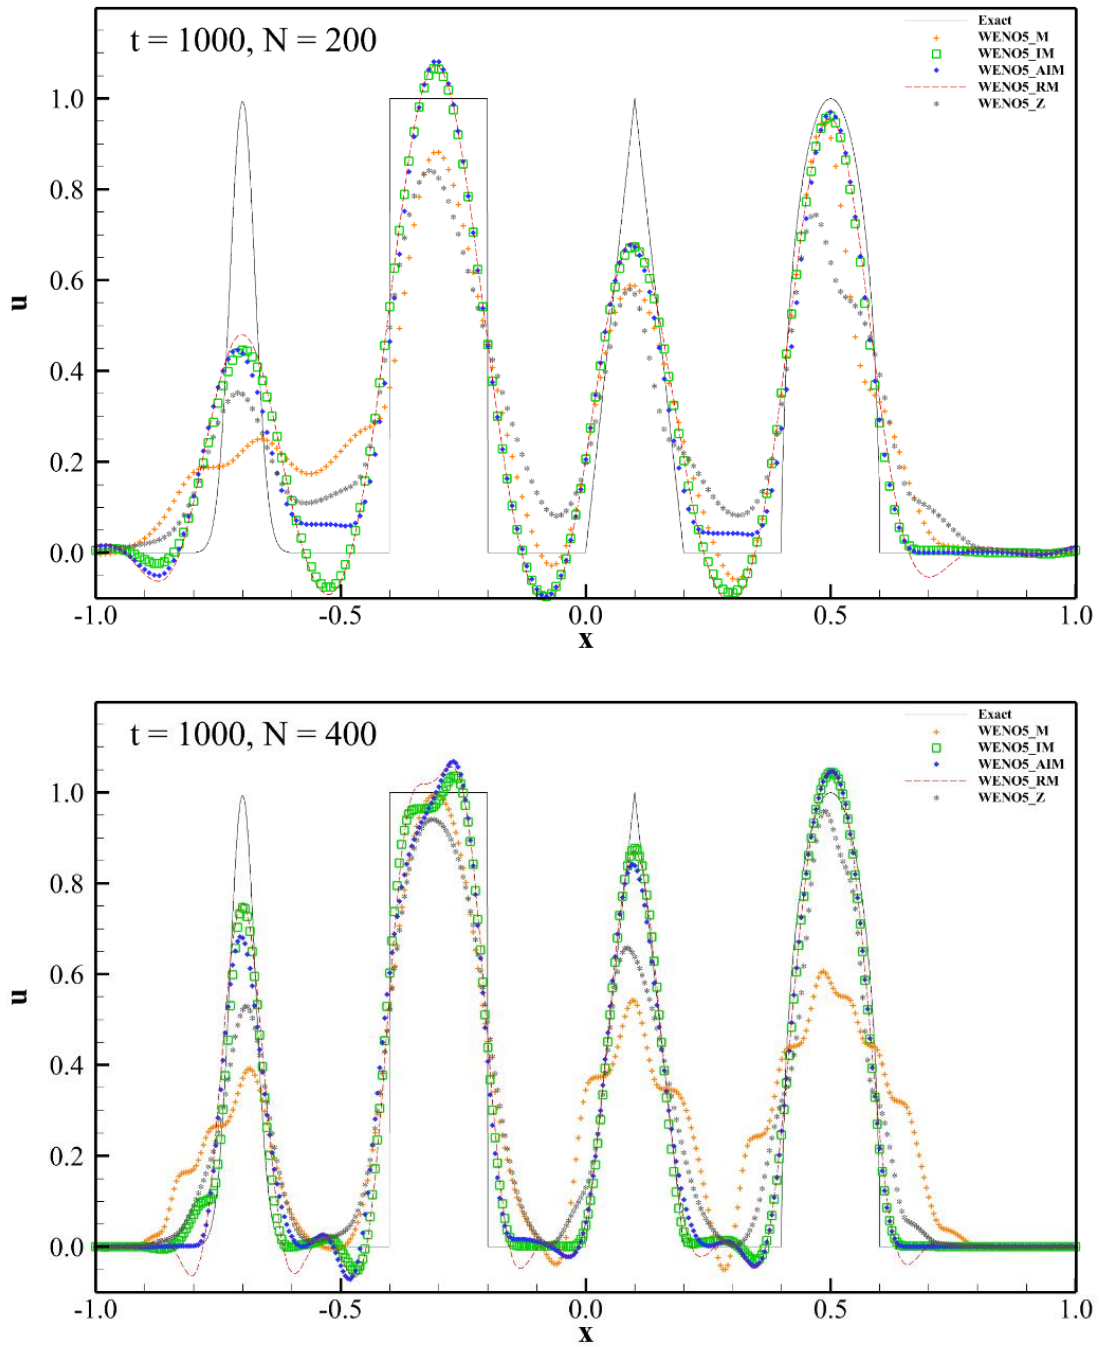 t = 1000, N = 200
Exact
WENO5_M
WENO5_IM
WENO5_AIM
WENO5_RM
WENO5_Z
1.0
0.8
0.6
0.4
0.2
0.0
u
-1.0 -0.5 0.0 0.5 1.0
x
t = 1000, N = 400
Exact
WENO5_M
WENO5_IM
WENO5_AIM
WENO5_RM
WENO5_Z
1.0
0.8
0.6
0.4
0.2
0.0
u
-1.0 -0.5 0.0 0.5 1.0
x